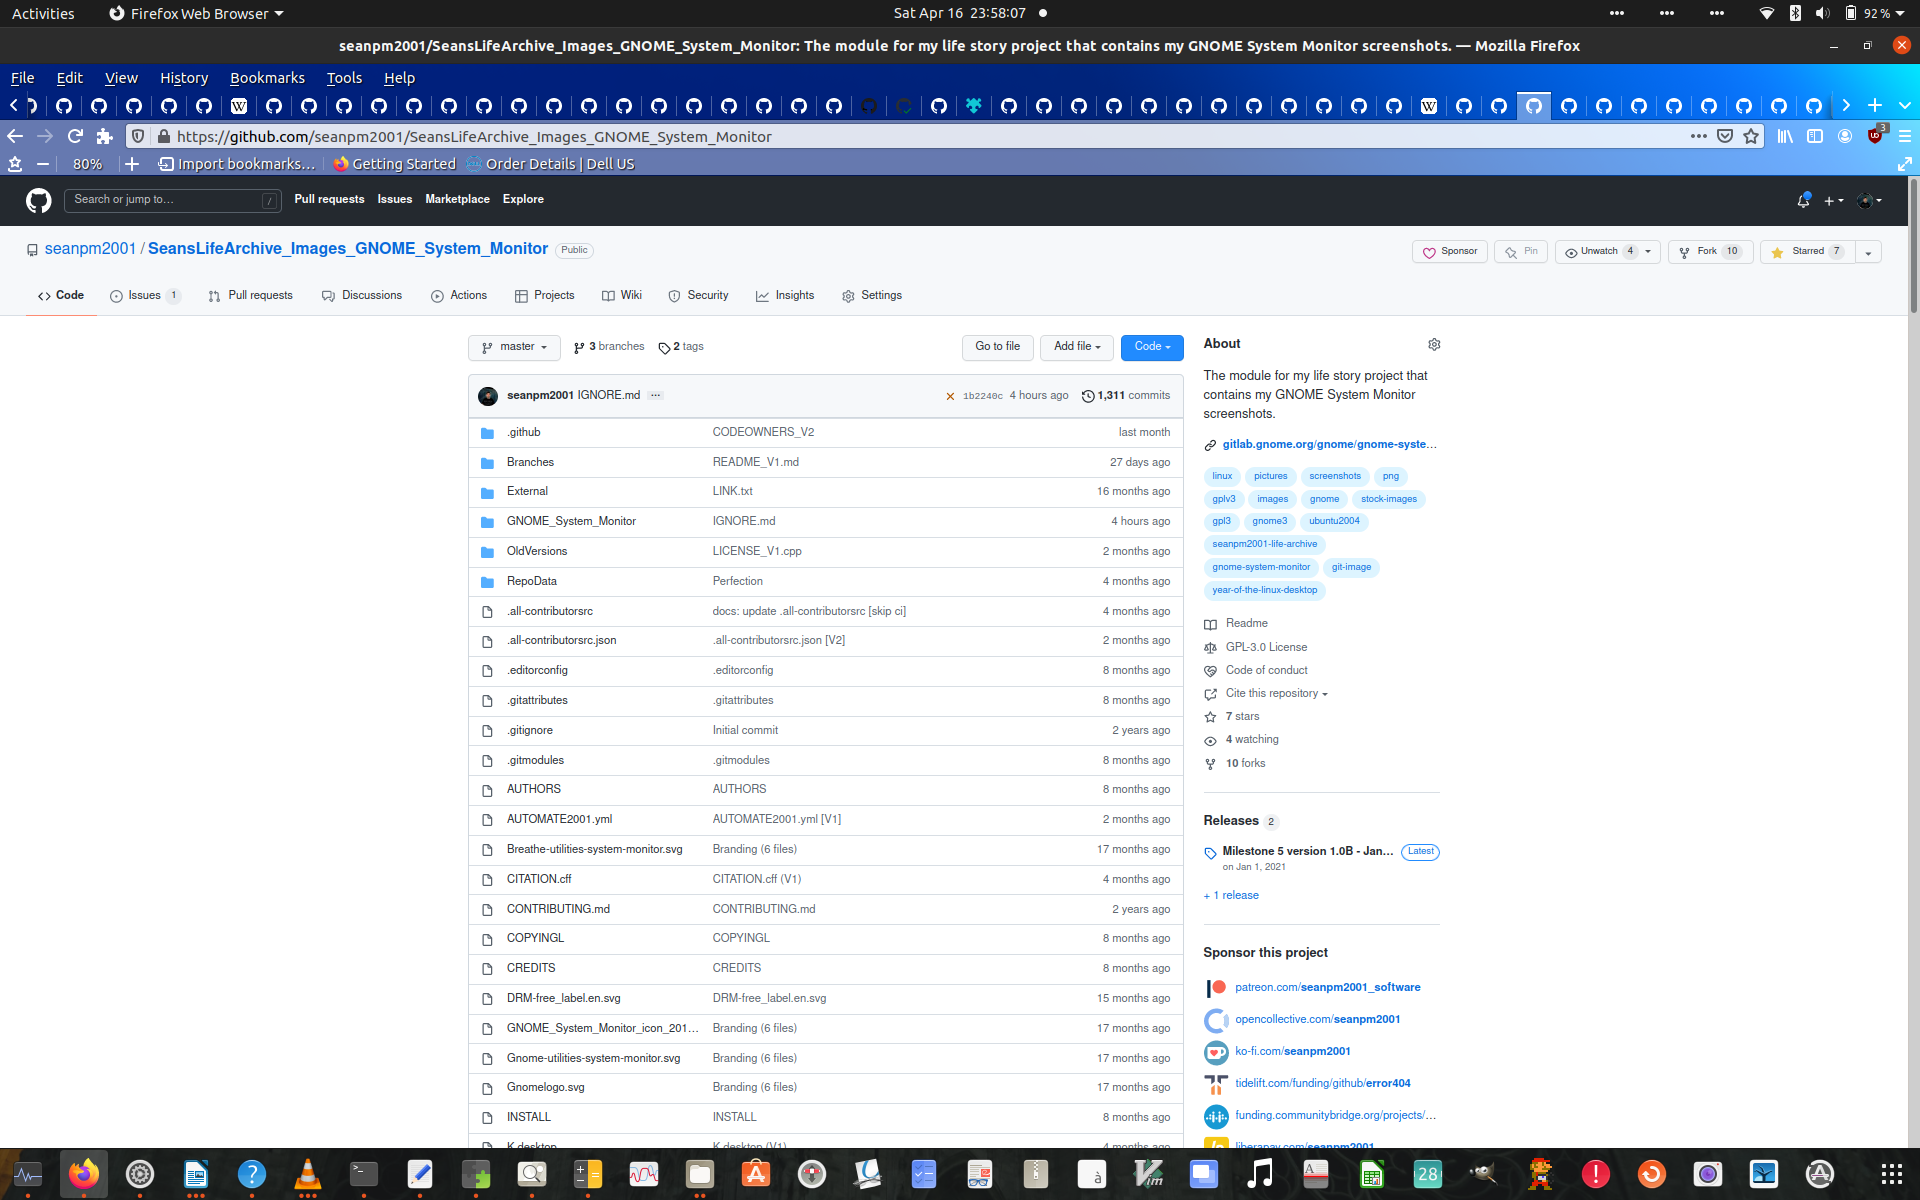 Activities
Firefox Web Browser
Sat Apr 16 23:58:07
92 %
seanpm2001/SeansLifeArchive_Images_GNOME_System_Monitor: The module for my life story project that contains my GNOME System Monitor screenshots. — Mozilla Firefox
File Edit View History Bookmarks Tools Help
https://github.com/seanpm2001/SeansLifeArchive_Images_GNOME_System_Monitor
3
80%
Import bookmarks…
Getting Started
Order Details | Dell US
Search or jump to…
/
Pull requests Issues Marketplace Explore
seanpm2001 / SeansLifeArchive_Images_GNOME_System_Monitor Public
Sponsor
Pin
Unwatch 4
Fork 10
Starred 7
Code
Issues 1
Pull requests
Discussions
Actions
Projects
Wiki
Security
Insights
Settings
master
3 branches
2 tags
Go to file
Add file
Code
seanpm2001 IGNORE.md ...
1b2240c 4 hours ago
1,311 commits
.github CODEOWNERS_V2 last month
Branches README_V1.md 27 days ago
External LINK.txt 16 months ago
GNOME_System_Monitor IGNORE.md 4 hours ago
OldVersions LICENSE_V1.cpp 2 months ago
RepoData Perfection 4 months ago
.all-contributorsrc docs: update .all-contributorsrc [skip ci] 4 months ago
.all-contributorsrc.json .all-contributorsrc.json [V2] 2 months ago
.editorconfig .editorconfig 8 months ago
.gitattributes .gitattributes 8 months ago
.gitignore Initial commit 2 years ago
.gitmodules .gitmodules 8 months ago
AUTHORS AUTHORS 8 months ago
AUTOMATE2001.yml AUTOMATE2001.yml [V1] 2 months ago
Breathe-utilities-system-monitor.svg Branding (6 files) 17 months ago
CITATION.cff CITATION.cff (V1) 4 months ago
CONTRIBUTING.md CONTRIBUTING.md 2 years ago
COPYINGL COPYINGL 8 months ago
CREDITS CREDITS 8 months ago
DRM-free_label.en.svg DRM-free_label.en.svg 15 months ago
GNOME_System_Monitor_icon_201… Branding (6 files) 17 months ago
Gnome-utilities-system-monitor.svg Branding (6 files) 17 months ago
Gnomelogo.svg Branding (6 files) 17 months ago
INSTALL INSTALL 8 months ago
K.desktop K.desktop (V1) 4 months ago
About
The module for my life story project that
contains my GNOME System Monitor
screenshots.
gitlab.gnome.org/gnome/gnome-syste…
linux pictures screenshots png
gplv3 images gnome stock-images
gpl3 gnome3 ubuntu2004
seanpm2001-life-archive
gnome-system-monitor git-image
year-of-the-linux-desktop
Readme
GPL-3.0 License
Code of conduct
Cite this repository
7 stars
4 watching
10 forks
Releases 2
Milestone 5 version 1.0B - Jan… Latest
on Jan 1, 2021
+ 1 release
Sponsor this project
patreon.com/seanpm2001_software
opencollective.com/seanpm2001
ko-fi.com/seanpm2001
tidelift.com/funding/github/error404
funding.communitybridge.org/projects/…
liberapay.com/seanpm2001
28